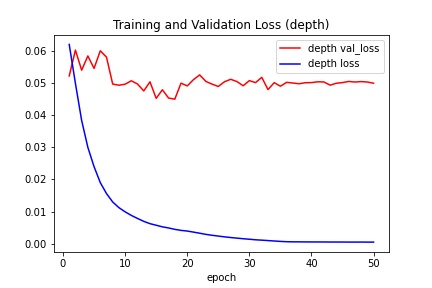 Training and Validation Loss (depth)
depth val_loss
depth loss
0.06
0.05
0.04
0.03
0.02
0.01
0.00
0 10 20 30 40 50
epoch